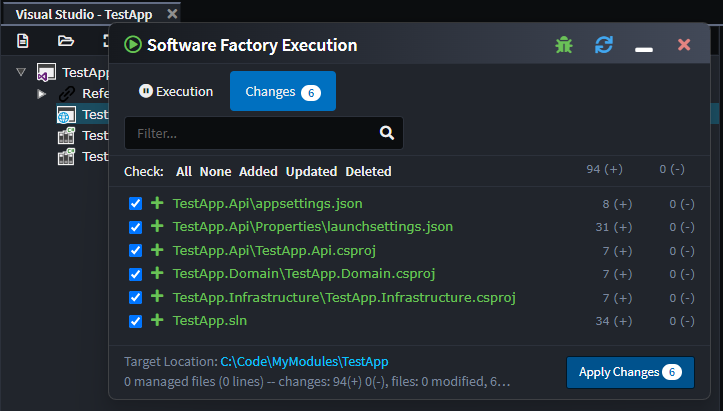 Visual Studio - TestApp
Software Factory Execution
Execution
Changes 6
Filter...
Check: All None Added Updated Deleted 94 (+) 0 (-)
TestApp.Api\appsettings.json 8 (+) 0 (-)
TestApp.Api\Properties\launchsettings.json 31 (+) 0 (-)
TestApp.Api\TestApp.Api.csproj 7 (+) 0 (-)
TestApp.Domain\TestApp.Domain.csproj 7 (+) 0 (-)
TestApp.Infrastructure\TestApp.Infrastructure.csproj 7 (+) 0 (-)
TestApp.sln 34 (+) 0 (-)
Target Location: C:\Code\MyModules\TestApp
0 managed files (0 lines) -- changes: 94(+) 0(-), files: 0 modified, 6...
Apply Changes 6
TestApp
Refe
Test
Test
Test